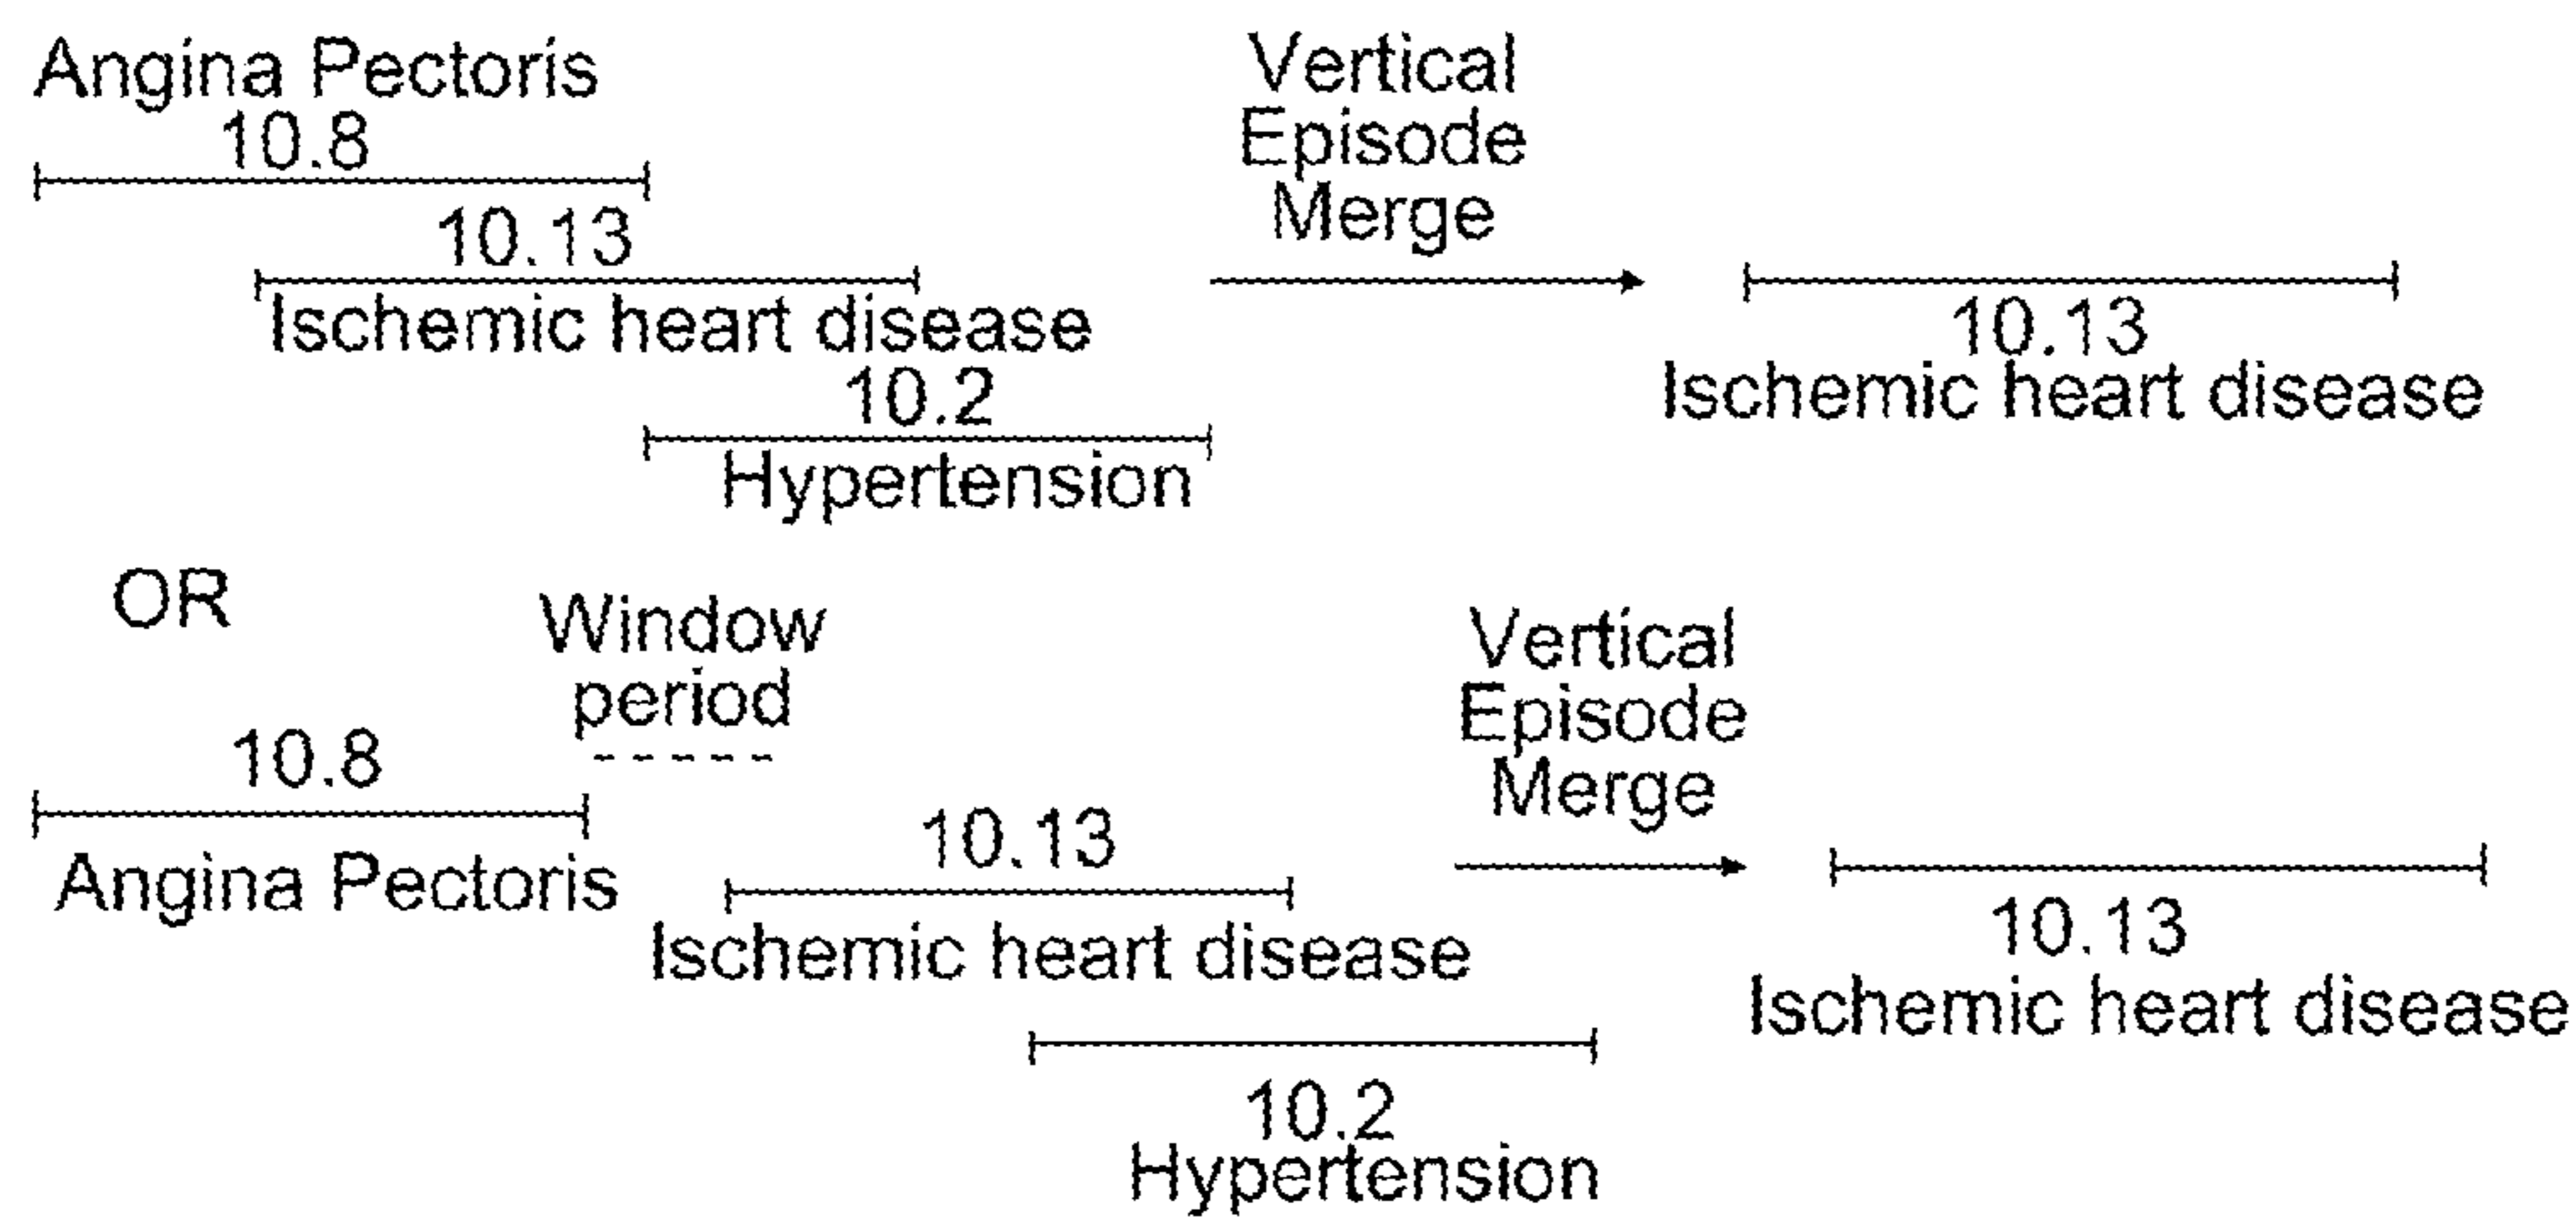 Angina Pectoris
10.8
10.13
Ischemic heart disease
10.2
Hypertension
Vertical
Episode
Merge
10.13
Ischemic heart disease
OR
Window
period
10.8
Angina Pectoris
10.13
Ischemic heart disease
10.2
Hypertension
Vertical
Episode
Merge
10.13
Ischemic heart disease